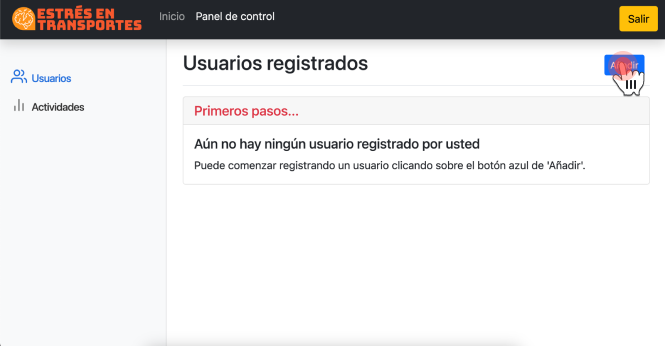 ESTRÉS EN
TRANSPORTES
Inicio
Panel de control
Salir
Usuarios
Actividades
Usuarios registrados
Añadir
Primeros pasos...
Aún no hay ningún usuario registrado por usted
Puede comenzar registrando un usuario clicando sobre el botón azul de 'Añadir'.